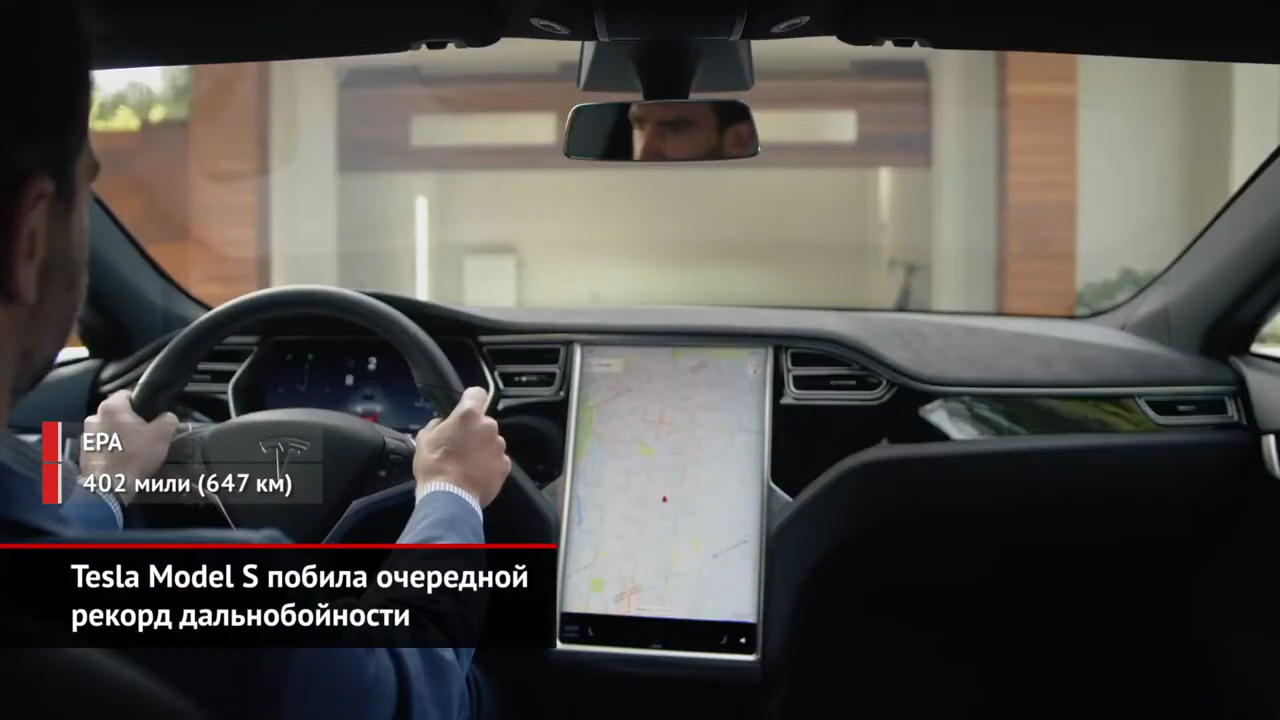 EPA
402 мили (647 км)
Tesla Model S побила очередной
рекорд дальнобойности